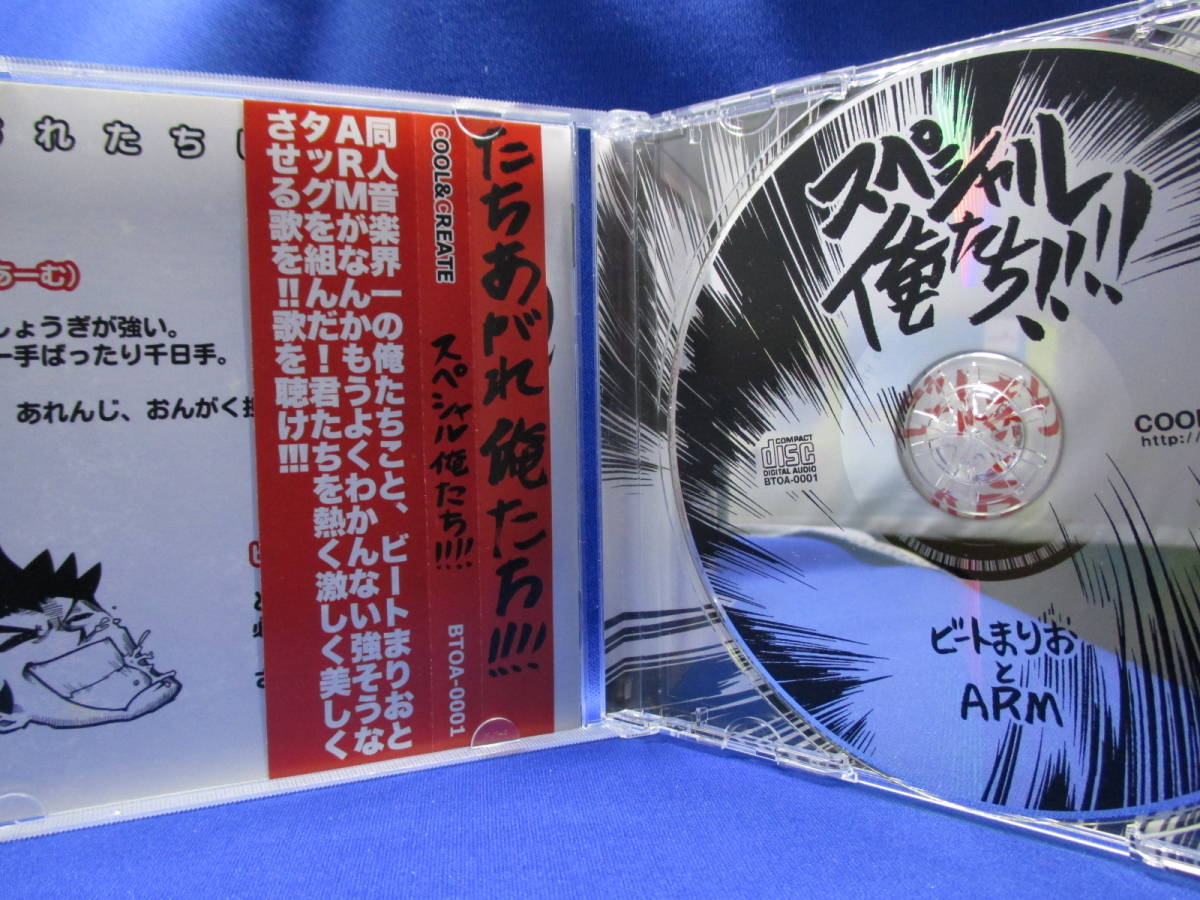 おれたち
あーむ)
しょうぎが強い。
一手ばったり千日手。
あれんじ、おんがく
たちあがれ俺たち!!!!
COOL&CREATE
スペシャル俺たち!!!!
BTOA-0001
同人音楽界一の俺たちこと、ビートまりおと
ARMがなんかもうよくわかんない強そうな
タッグを組んだ!君たちを熱く激しく美しく
させる歌を!!歌を聴け!!!
スペシャル
俺たち!!!!
COMPACT
disc
DIGITAL AUDIO
BTOA-0001
COOL
http://
ビートまりお
と
ARM